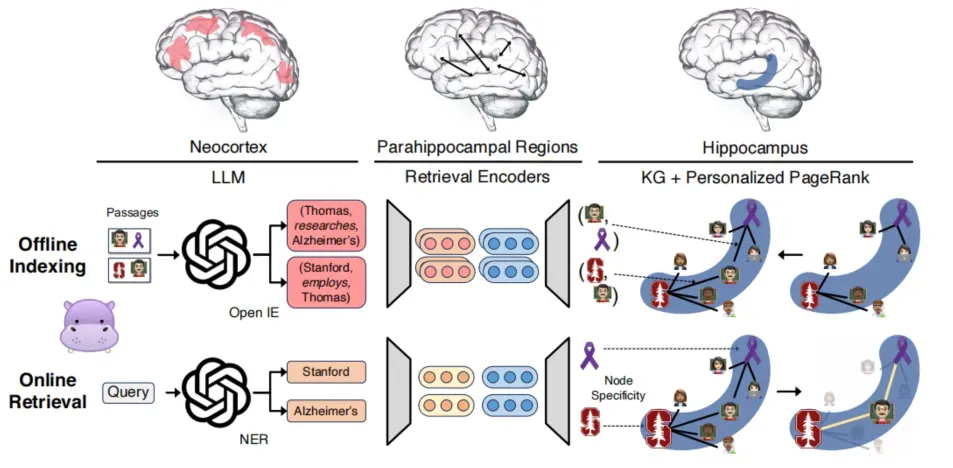 Neocortex
Parahippocampal Regions
Hippocampus
LLM
Retrieval Encoders
KG + Personalized PageRank
Offline
Indexing
Passages
Open IE
(Thomas,
researches,
Alzheimer's)
(Stanford,
employs,
Thomas)
( , )
( , )
Online
Retrieval
Query
NER
Stanford
Alzheimer's
Node
Specificity